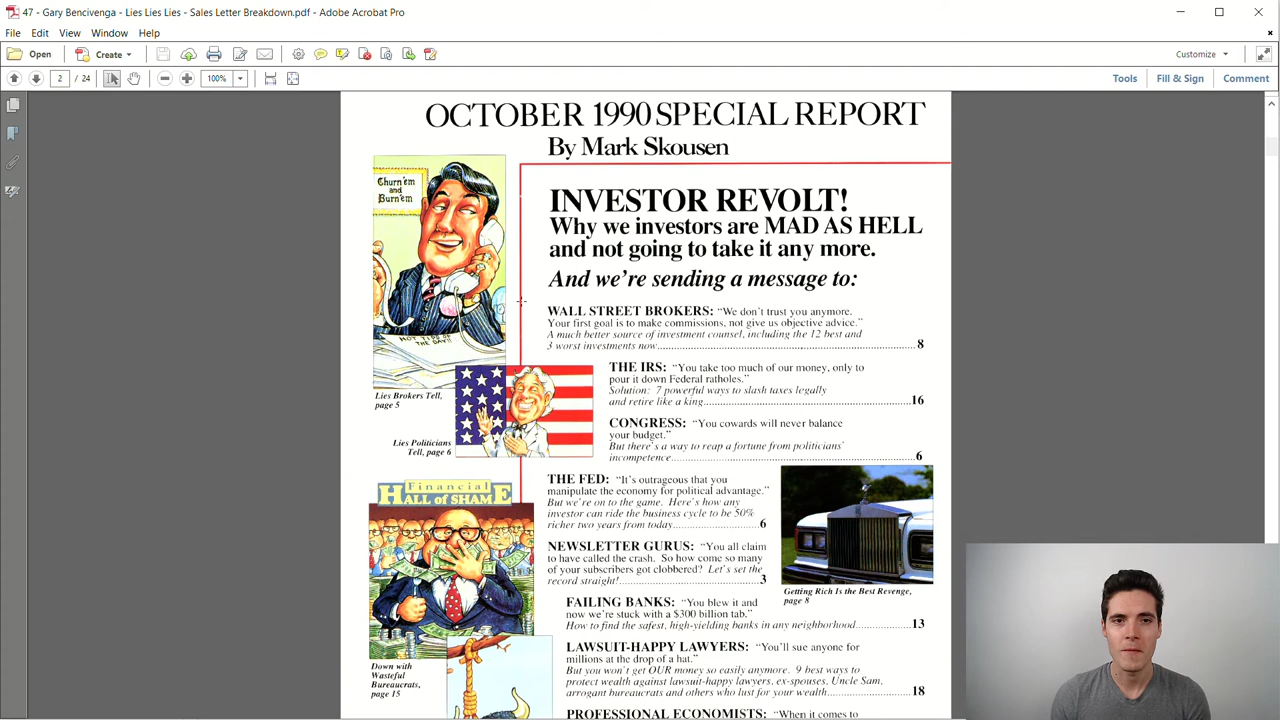 47 - Gary Bencivenga - Lies Lies Lies - Sales Letter Breakdown.pdf - Adobe Acrobat Pro
File Edit View Window Help
Open Create Customize
2 / 24 100% Tools Fill & Sign Comment
OCTOBER 1990 SPECIAL REPORT
By Mark Skousen
Churn'em
and
Burn'em
HOT TIPS OF
THE DAY!!
Lies Brokers Tell,
page 5
Lies Politicians
Tell, page 6
Financial
HALL OF SHAME
Down with
Wasteful
Bureaucrats,
page 15
INVESTOR REVOLT!
Why we investors are MAD AS HELL
and not going to take it any more.
And we're sending a message to:
WALL STREET BROKERS: “We don't trust you anymore.
Your first goal is to make commissions, not give us objective advice.”
A much better source of investment counsel, including the 12 best and
3 worst investments now....8
THE IRS: “You take too much of our money, only to
pour it down Federal ratholes.”
Solution: 7 powerful ways to slash taxes legally
and retire like a king....16
CONGRESS: “You cowards will never balance
your budget.”
But there's a way to reap a fortune from politicians'
incompetence....6
THE FED: “It's outrageous that you
manipulate the economy for political advantage.”
But we're on to the game. Here's how any
investor can ride the business cycle to be 50%
richer two years from today....6
NEWSLETTER GURUS: “You all claim
to have called the crash. So how come so many
of your subscribers got clobbered? Let's set the
record straight!....3
Getting Rich Is the Best Revenge,
page 8
FAILING BANKS: “You blew it and
now we're stuck with a $300 billion tab.”
How to find the safest, high-yielding banks in any neighborhood....13
LAWSUIT-HAPPY LAWYERS: “You'll sue anyone for
millions at the drop of a hat.”
But you won't get OUR money so easily anymore. 9 best ways to
protect wealth against lawsuit-happy lawyers, ex-spouses, Uncle Sam,
arrogant bureaucrats and others who lust for your wealth....18
PROFESSIONAL ECONOMISTS: “When it comes to